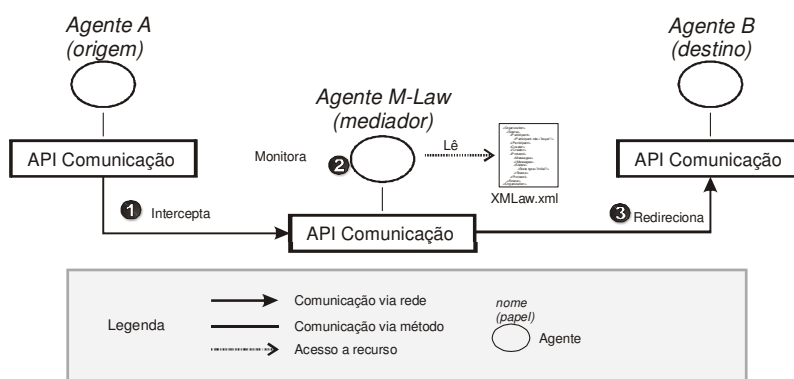 Agente A
(origem)
Agente B
(destino)
Agente M-Law
(mediador)
API Comunicação
Monitora
2
Lê
XMLaw.xml
API Comunicação
1 Intercepta
API Comunicação
3 Redireciona
Legenda
Comunicação via rede
Comunicação via método
Acesso a recurso
nome
(papel)
Agente